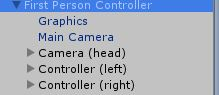 First Person Controller
Graphics
Main Camera
Camera (head)
Controller (left)
Controller (right)